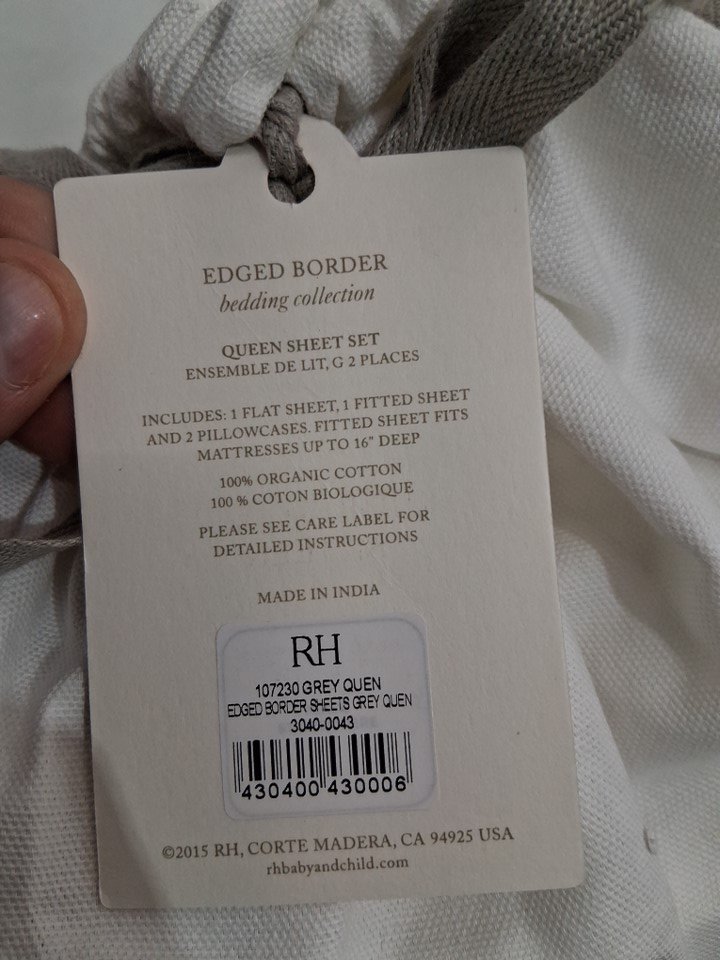 EDGED BORDER
bedding collection
QUEEN SHEET SET
ENSEMBLE DE LIT, G 2 PLACES
INCLUDES: 1 FLAT SHEET, 1 FITTED SHEET
AND 2 PILLOWCASES. FITTED SHEET FITS
MATTRESSES UP TO 16" DEEP
100% ORGANIC COTTON
100 % COTON BIOLOGIQUE
PLEASE SEE CARE LABEL FOR
DETAILED INSTRUCTIONS
MADE IN INDIA
RH
107230 GREY QUEN
EDGED BORDER SHEETS GREY QUEN
3040-0043
430400 430006
©2015 RH, CORTE MADERA, CA 94925 USA
rhbabyandchild.com